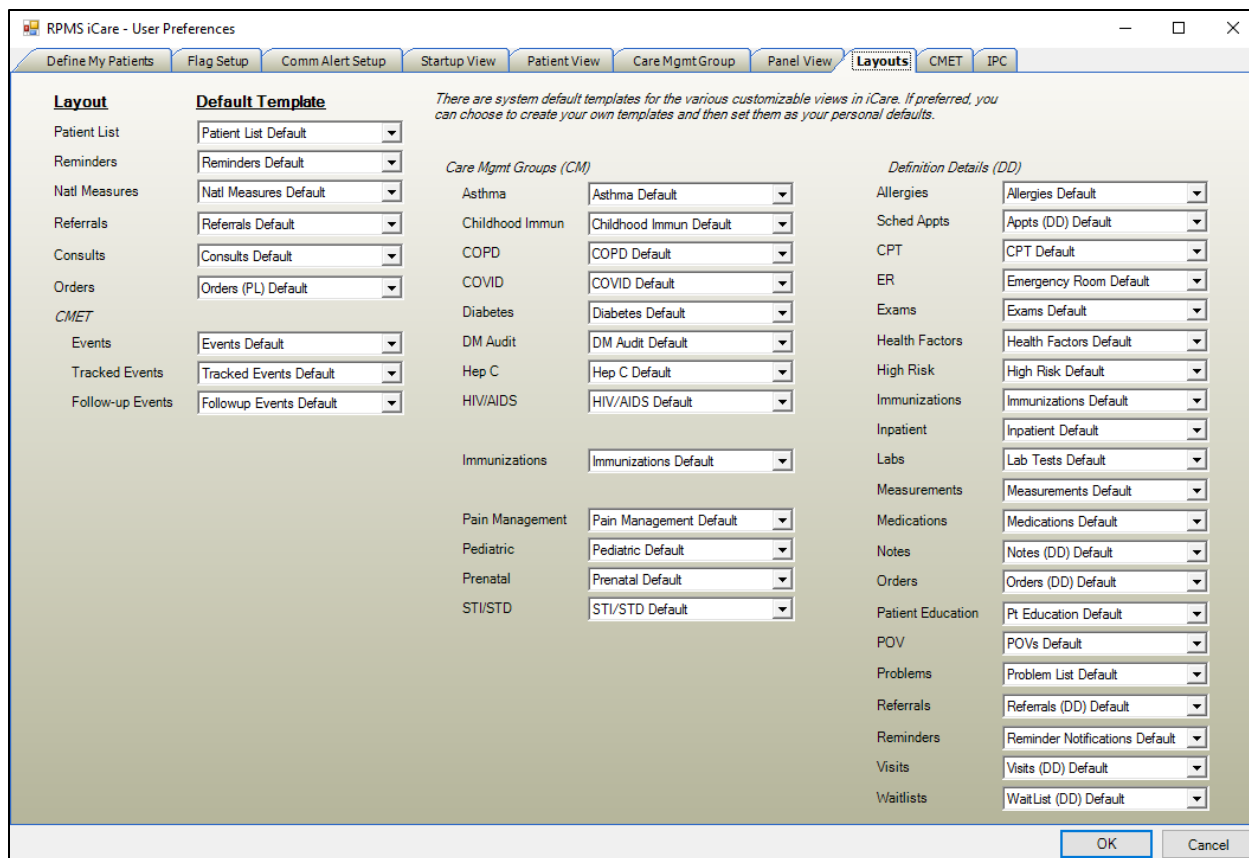 RPMS iCare - User Preferences
Define My Patients Flag Setup Comm Alert Setup Startup View Patient View Care Mgmt Group Panel View Layouts CMET IPC
Layout Default Template
There are system default templates for the various customizable views in iCare. If preferred, you
can choose to create your own templates and then set them as your personal defaults.
Patient List Patient List Default
Reminders Reminders Default
Natl Measures Natl Measures Default
Referrals Referrals Default
Consults Consults Default
Orders Orders (PL) Default
CMET
Events Events Default
Tracked Events Tracked Events Default
Follow-up Events Followup Events Default
Care Mgmt Groups (CM)
Asthma Asthma Default
Childhood Immun Childhood Immun Default
COPD COPD Default
COVID COVID Default
Diabetes Diabetes Default
DM Audit DM Audit Default
Hep C Hep C Default
HIV/AIDS HIV/AIDS Default
Immunizations Immunizations Default
Pain Management Pain Management Default
Pediatric Pediatric Default
Prenatal Prenatal Default
STI/STD STI/STD Default
Definition Details (DD)
Allergies Allergies Default
Sched Appts Appts (DD) Default
CPT CPT Default
ER Emergency Room Default
Exams Exams Default
Health Factors Health Factors Default
High Risk High Risk Default
Immunizations Immunizations Default
Inpatient Inpatient Default
Labs Lab Tests Default
Measurements Measurements Default
Medications Medications Default
Notes Notes (DD) Default
Orders Orders (DD) Default
Patient Education Pt Education Default
POV POVs Default
Problems Problem List Default
Referrals Referrals (DD) Default
Reminders Reminder Notifications Default
Visits Visits (DD) Default
Waitlists WaitList (DD) Default
OK Cancel